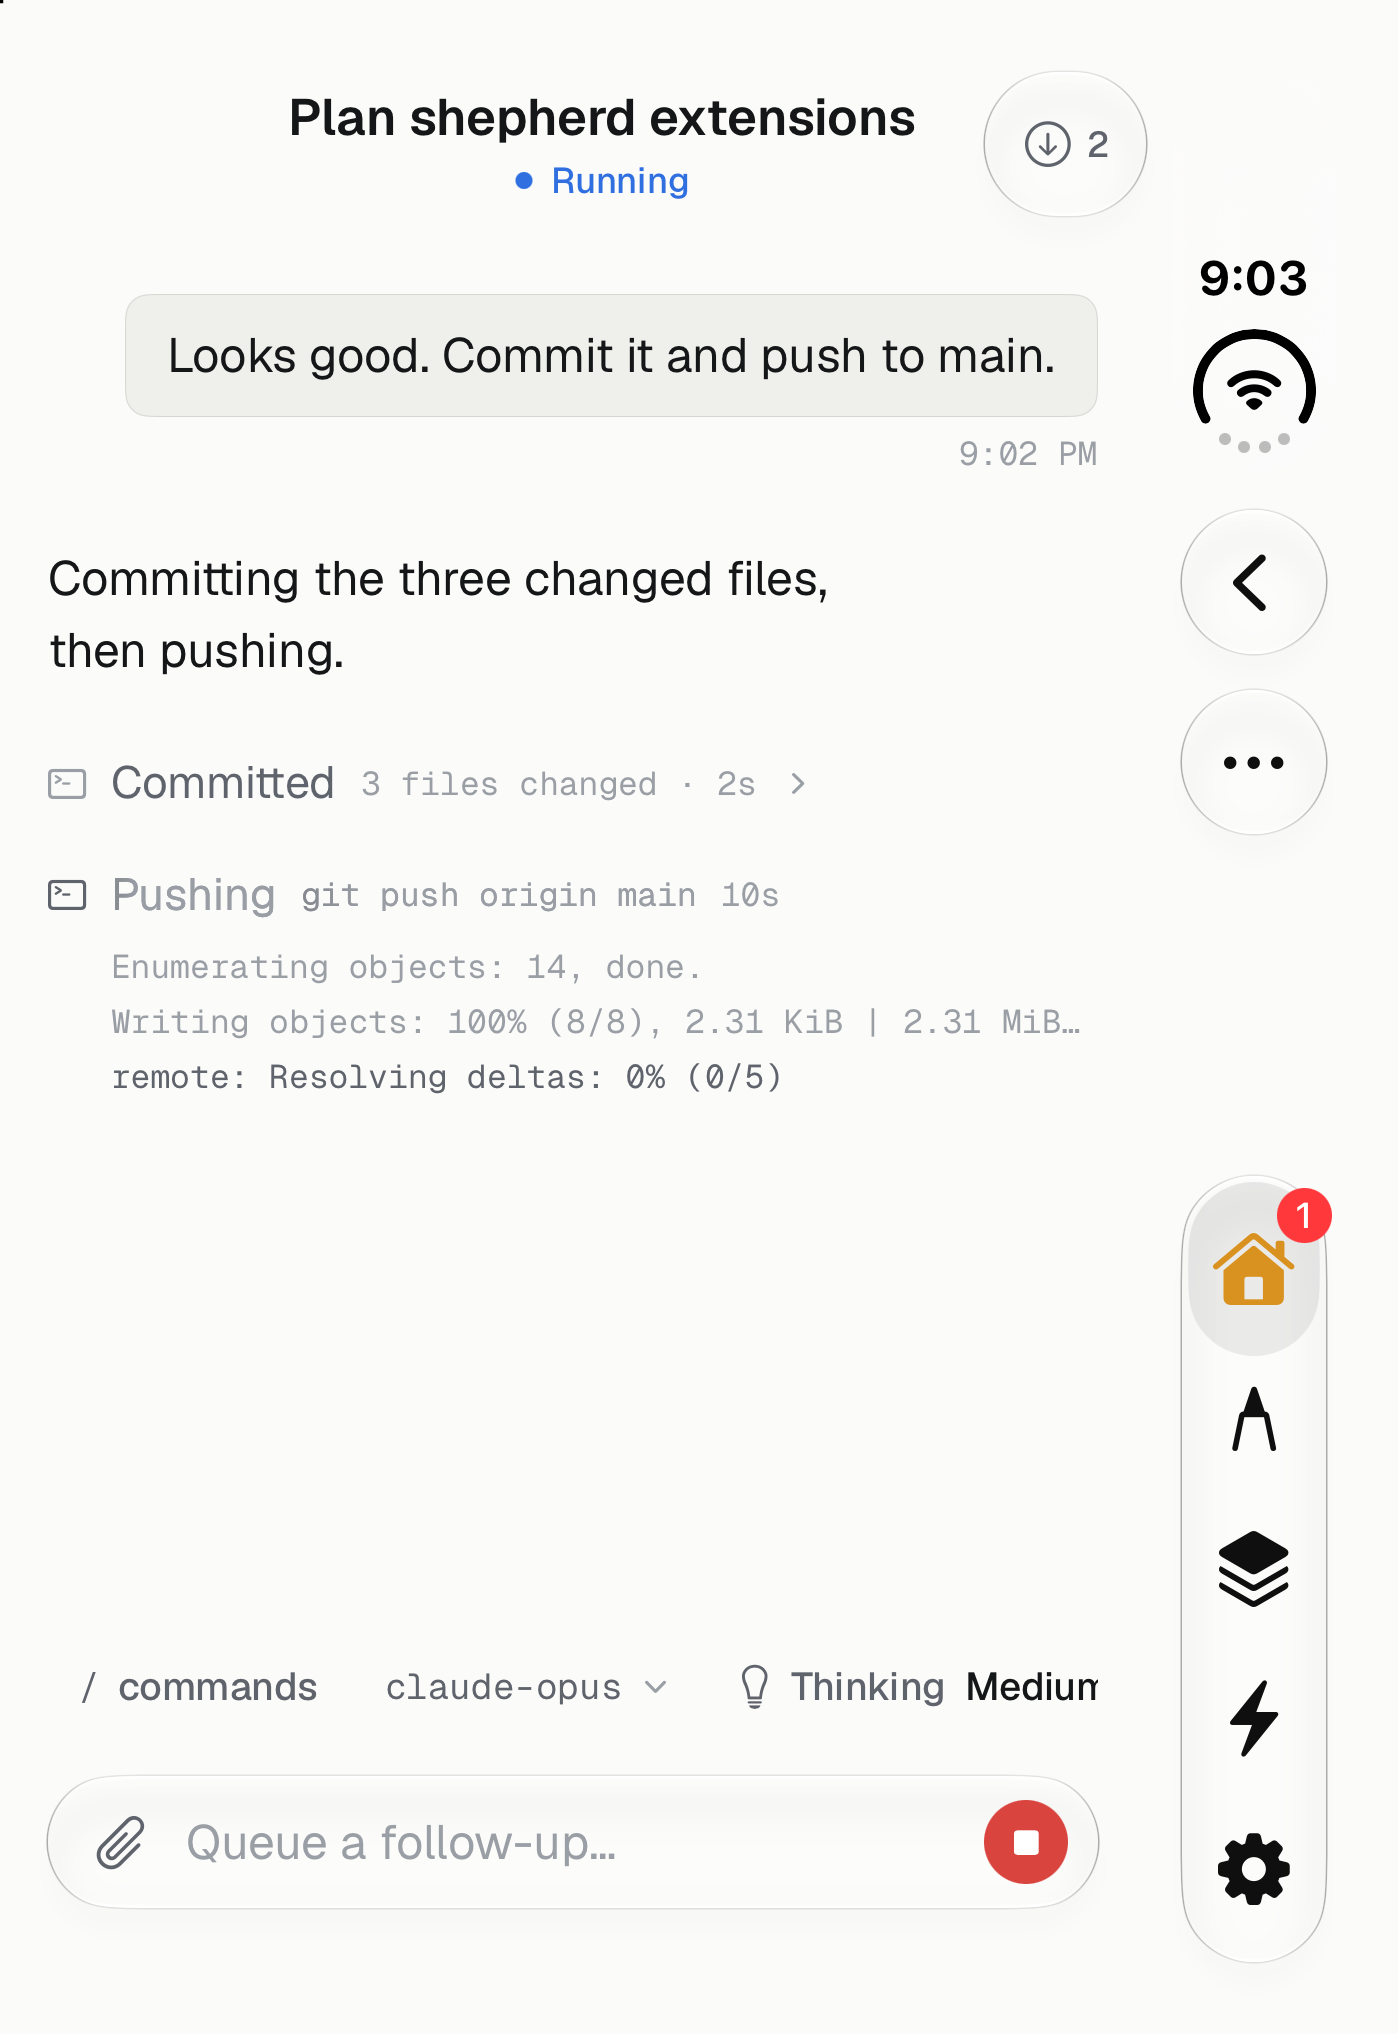 Plan shepherd extensions
Running
2
9:03
Looks good. Commit it and push to main.
9:02 PM
Committing the three changed files,
then pushing.
Committed 3 files changed · 2s
Pushing git push origin main 10s
Enumerating objects: 14, done.
Writing objects: 100% (8/8), 2.31 KiB | 2.31 MiB…
remote: Resolving deltas: 0% (0/5)
1
/ commands claude-opus Thinking Medium
Queue a follow-up…